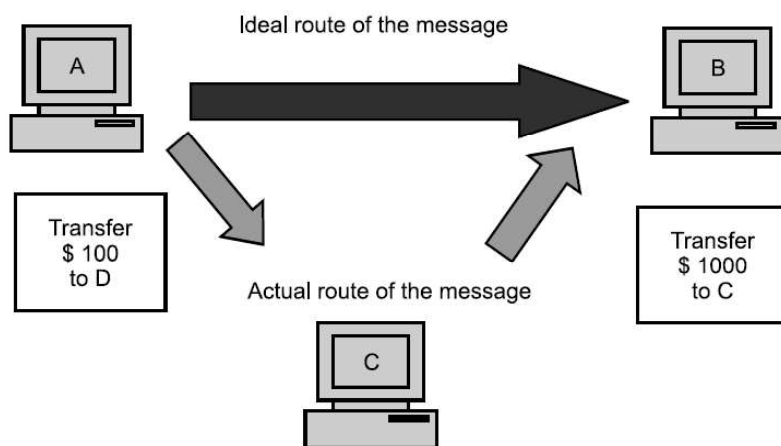 Ideal route of the message
A
B
Transfer
$ 100
to D
Transfer
$ 1000
to C
Actual route of the message
C